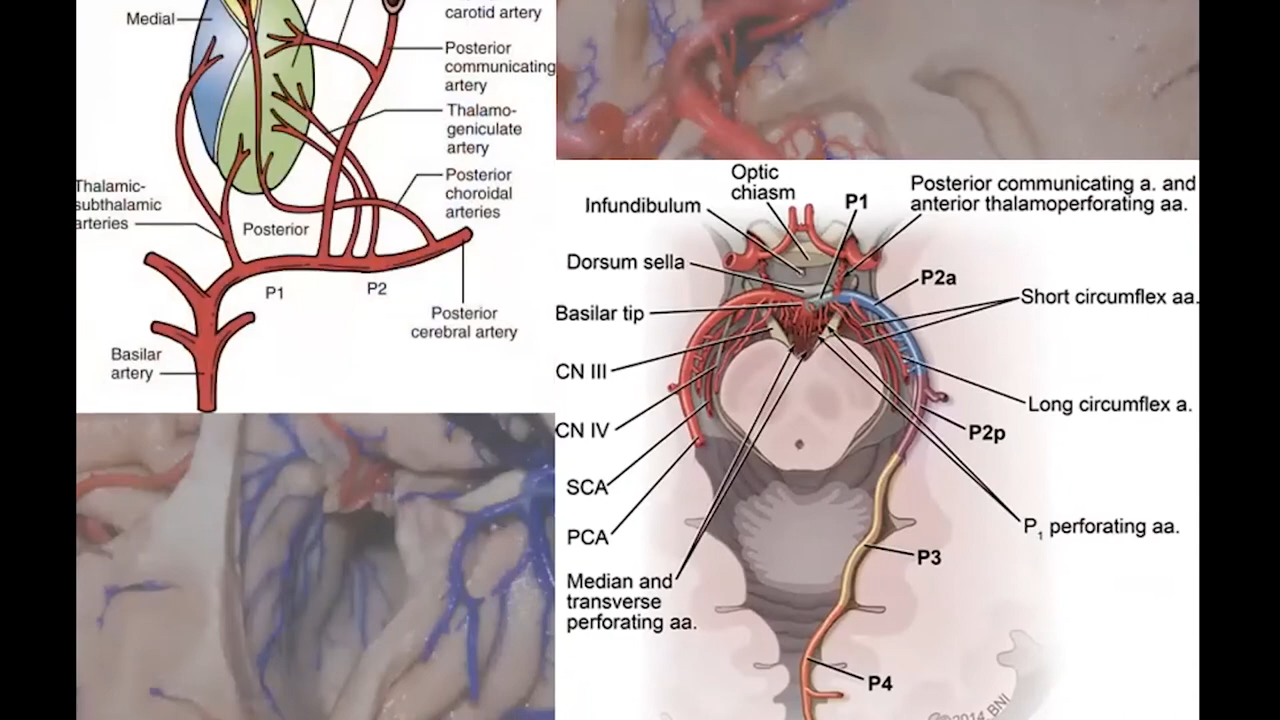 carotid artery
Medial
Posterior
communicating
artery
Thalamo-
geniculate
artery
Posterior
choroidal
arteries
Thalamic-
subthalamic
arteries
Posterior
P1
P2
Posterior
cerebral artery
Basilar
artery
Optic
chiasm
Infundibulum
P1
Posterior communicating a. and
anterior thalamoperforating aa.
Dorsum sella
P2a
Short circumflex aa.
Basilar tip
CN III
Long circumflex a.
CN IV
P2p
SCA
PCA
P1 perforating aa.
P3
Median and
transverse
perforating aa.
P4
©2014, BNI